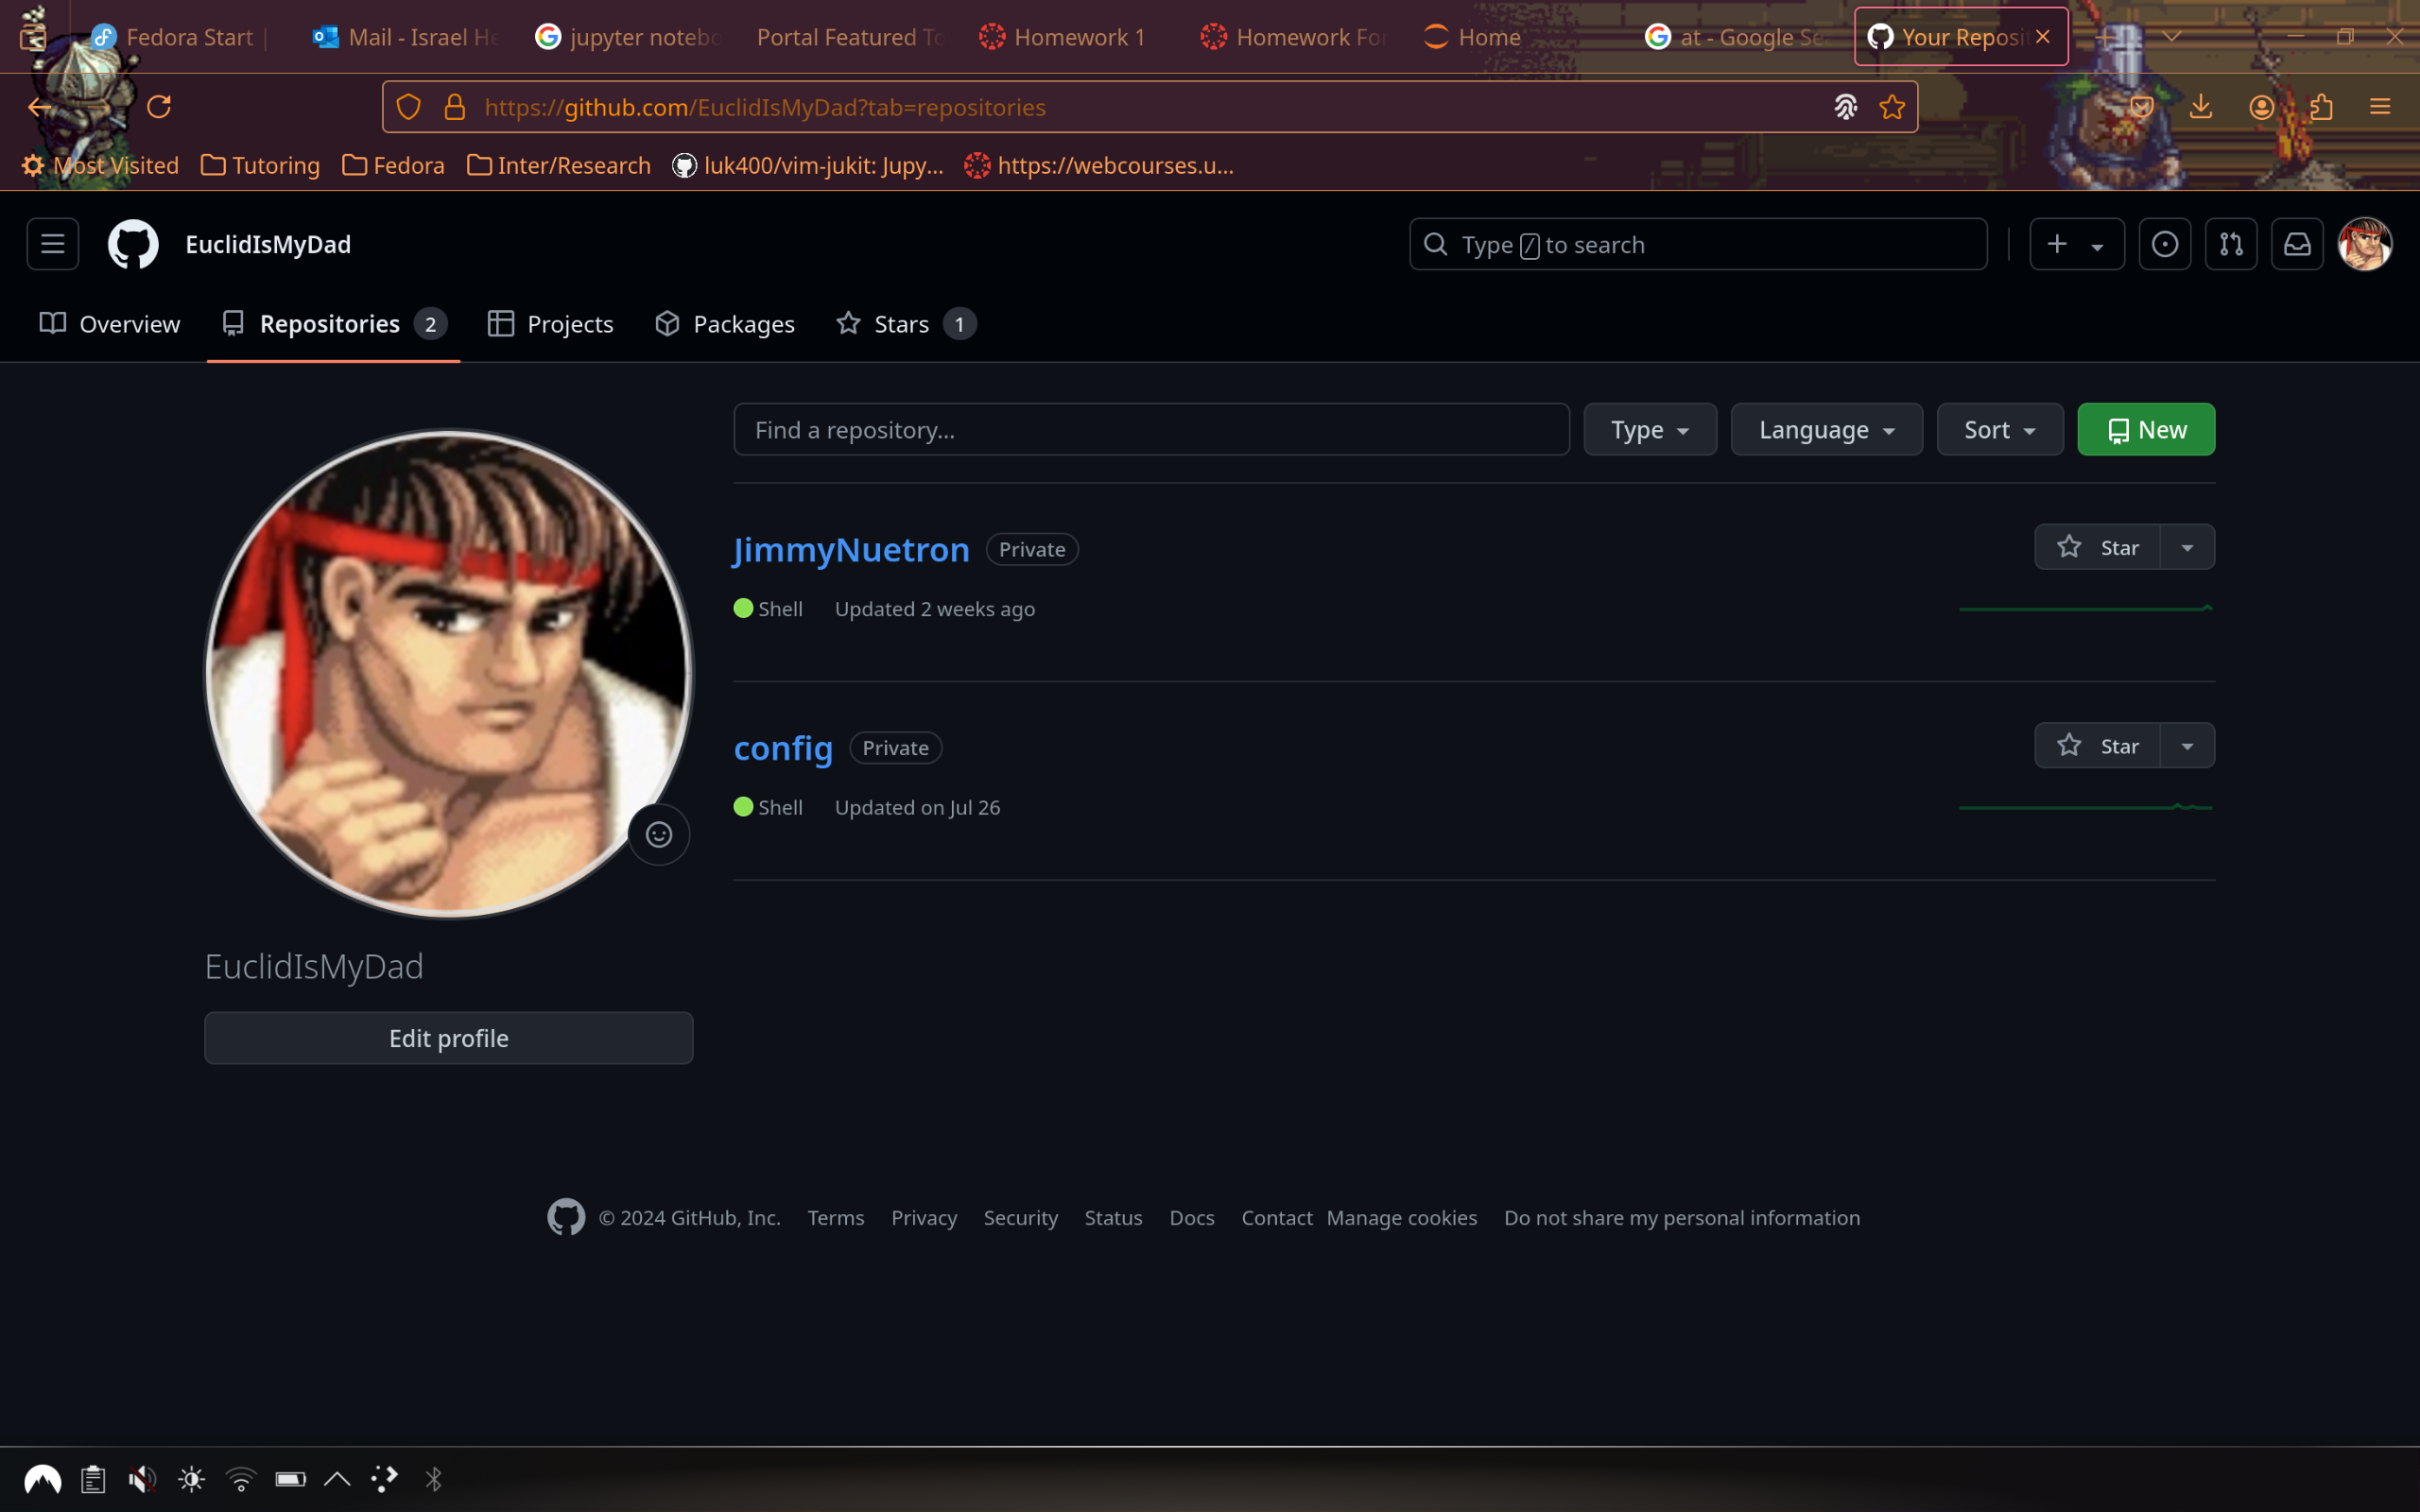 Fedora Start |
Mail - Israel He
jupyter notebo
Portal Featured To
Homework 1
Homework For
Home
at - Google Se
Your Reposit
https://github.com/EuclidIsMyDad?tab=repositories
Most Visited
Tutoring
Fedora
Inter/Research
luk400/vim-jukit: Jupy...
https://webcourses.u...
EuclidIsMyDad
Type / to search
Overview
Repositories 2
Projects
Packages
Stars 1
Find a repository...
Type
Language
Sort
New
JimmyNuetron Private
Star
Shell Updated 2 weeks ago
config Private
Star
Shell Updated on Jul 26
EuclidIsMyDad
Edit profile
© 2024 GitHub, Inc. Terms Privacy Security Status Docs Contact Manage cookies Do not share my personal information